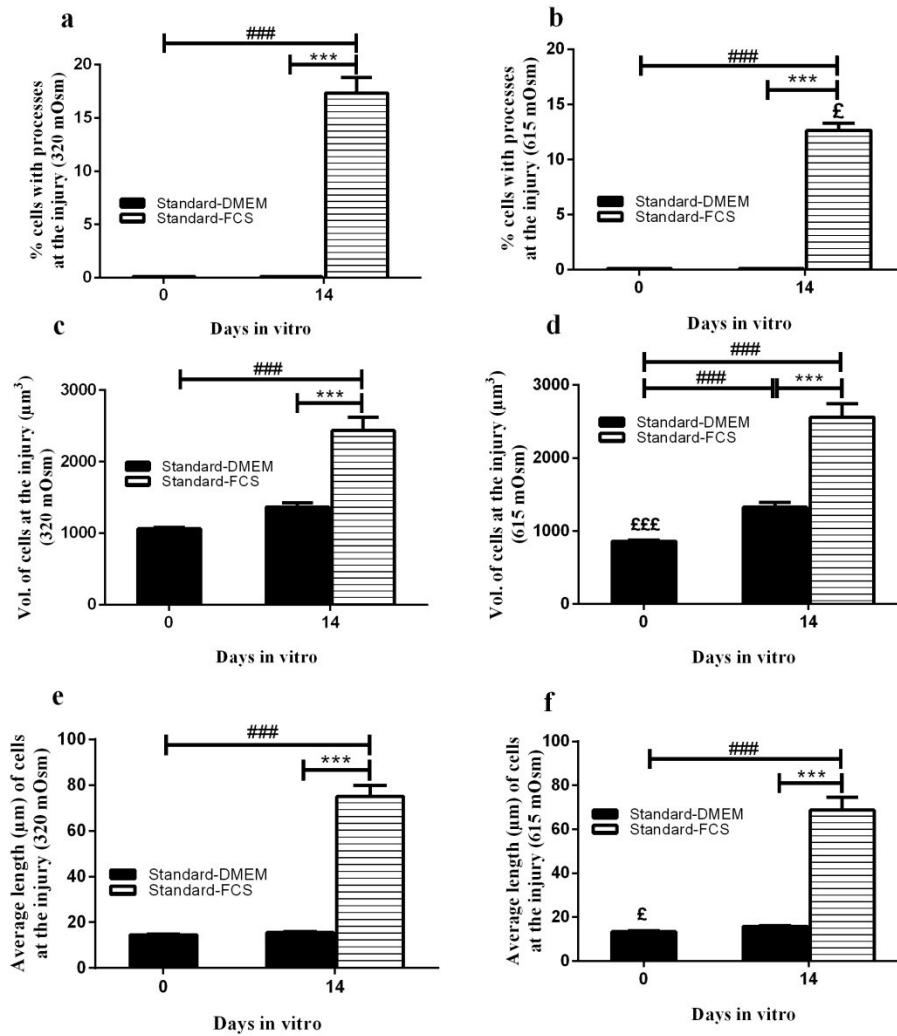 a
###
***
20
15
10
5
0
% cells with processes
at the injury (320 mOsm)
Standard-DMEM
Standard-FCS
0
14
Days in vitro
b
###
***
£
20
15
10
5
0
% cells with processes
at the injury (615 mOsm)
Standard-DMEM
Standard-FCS
0
14
Days in vitro
c
###
***
3000
2000
1000
0
Vol. of cells at the injury (µm³)
(320 mOsm)
Standard-DMEM
Standard-FCS
0
14
Days in vitro
d
###
###
***
£££
3000
2000
1000
0
Vol. of cells at the injury (µm³)
(615 mOsm)
Standard-DMEM
Standard-FCS
0
14
Days in vitro
e
###
***
100
80
60
40
20
0
Average length (µm) of cells
at the injury (320 mOsm)
Standard-DMEM
Standard-FCS
0
14
Days in vitro
f
###
***
£
100
80
60
40
20
0
Average length (µm) of cells
at the injury (615 mOsm)
Standard-DMEM
Standard-FCS
0
14
Days in vitro